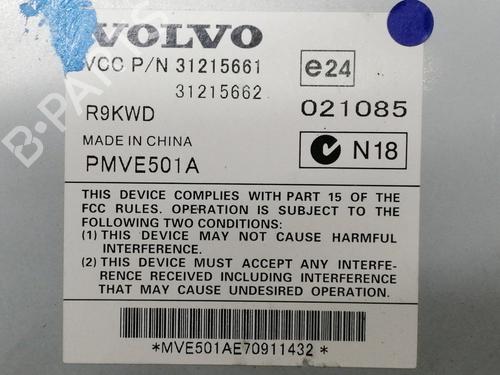 VOLVO
VCC P/N 31215661
31215662
e24
R9KWD
021085
MADE IN CHINA
PMVE501A
N18
THIS DEVICE COMPLIES WITH PART 15 OF THE
FCC RULES. OPERATION IS SUBJECT TO THE
FOLLOWING TWO CONDITIONS:
(1) THIS DEVICE MAY NOT CAUSE HARMFUL
INTERFERENCE.
(2) THIS DEVICE MUST ACCEPT ANY INTERFE-
RENCE RECEIVED INCLUDING INTERFERENCE
THAT MAY CAUSE UNDESIRED OPERATION.
*MVE501AE70911432*
B-PARTS